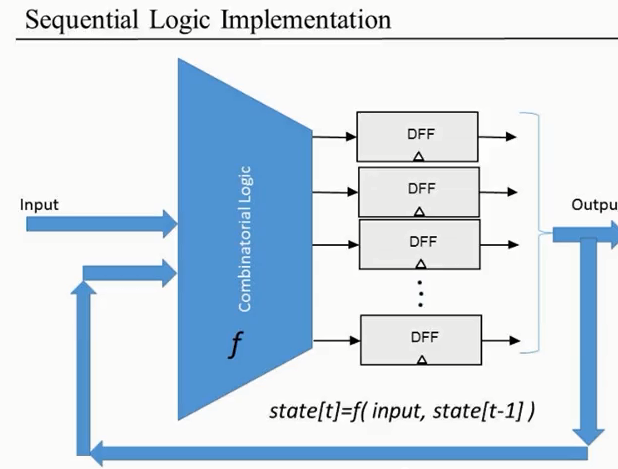 Sequential Logic Implementation
DFF
DFF
Input
Combinatorial Logic
Outpu
DFF
f
DFF
state[t]=f( input, state[t-1] )